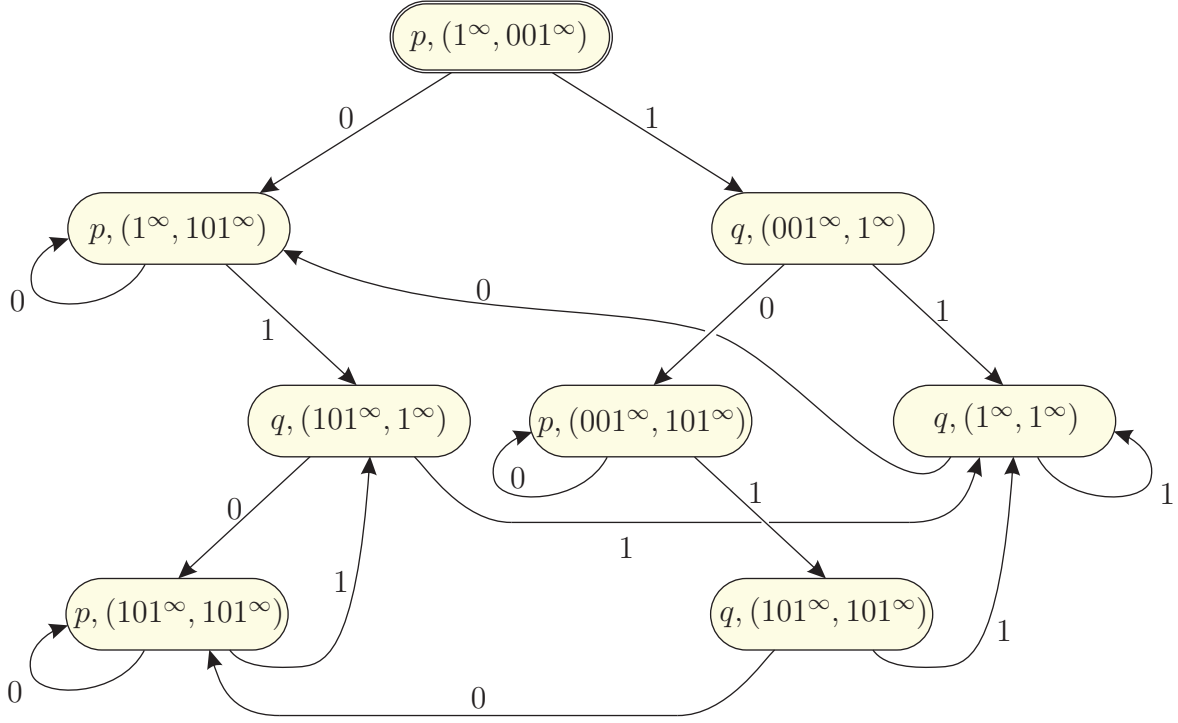 p, (1^∞, 001^∞)
0 1
p, (1^∞, 101^∞) q, (001^∞, 1^∞)
0 0 0 1
1
q, (101^∞, 1^∞) p, (001^∞, 101^∞) q, (1^∞, 1^∞)
0 0 1 1
1
1
p, (101^∞, 101^∞) q, (101^∞, 101^∞)
1
0 0